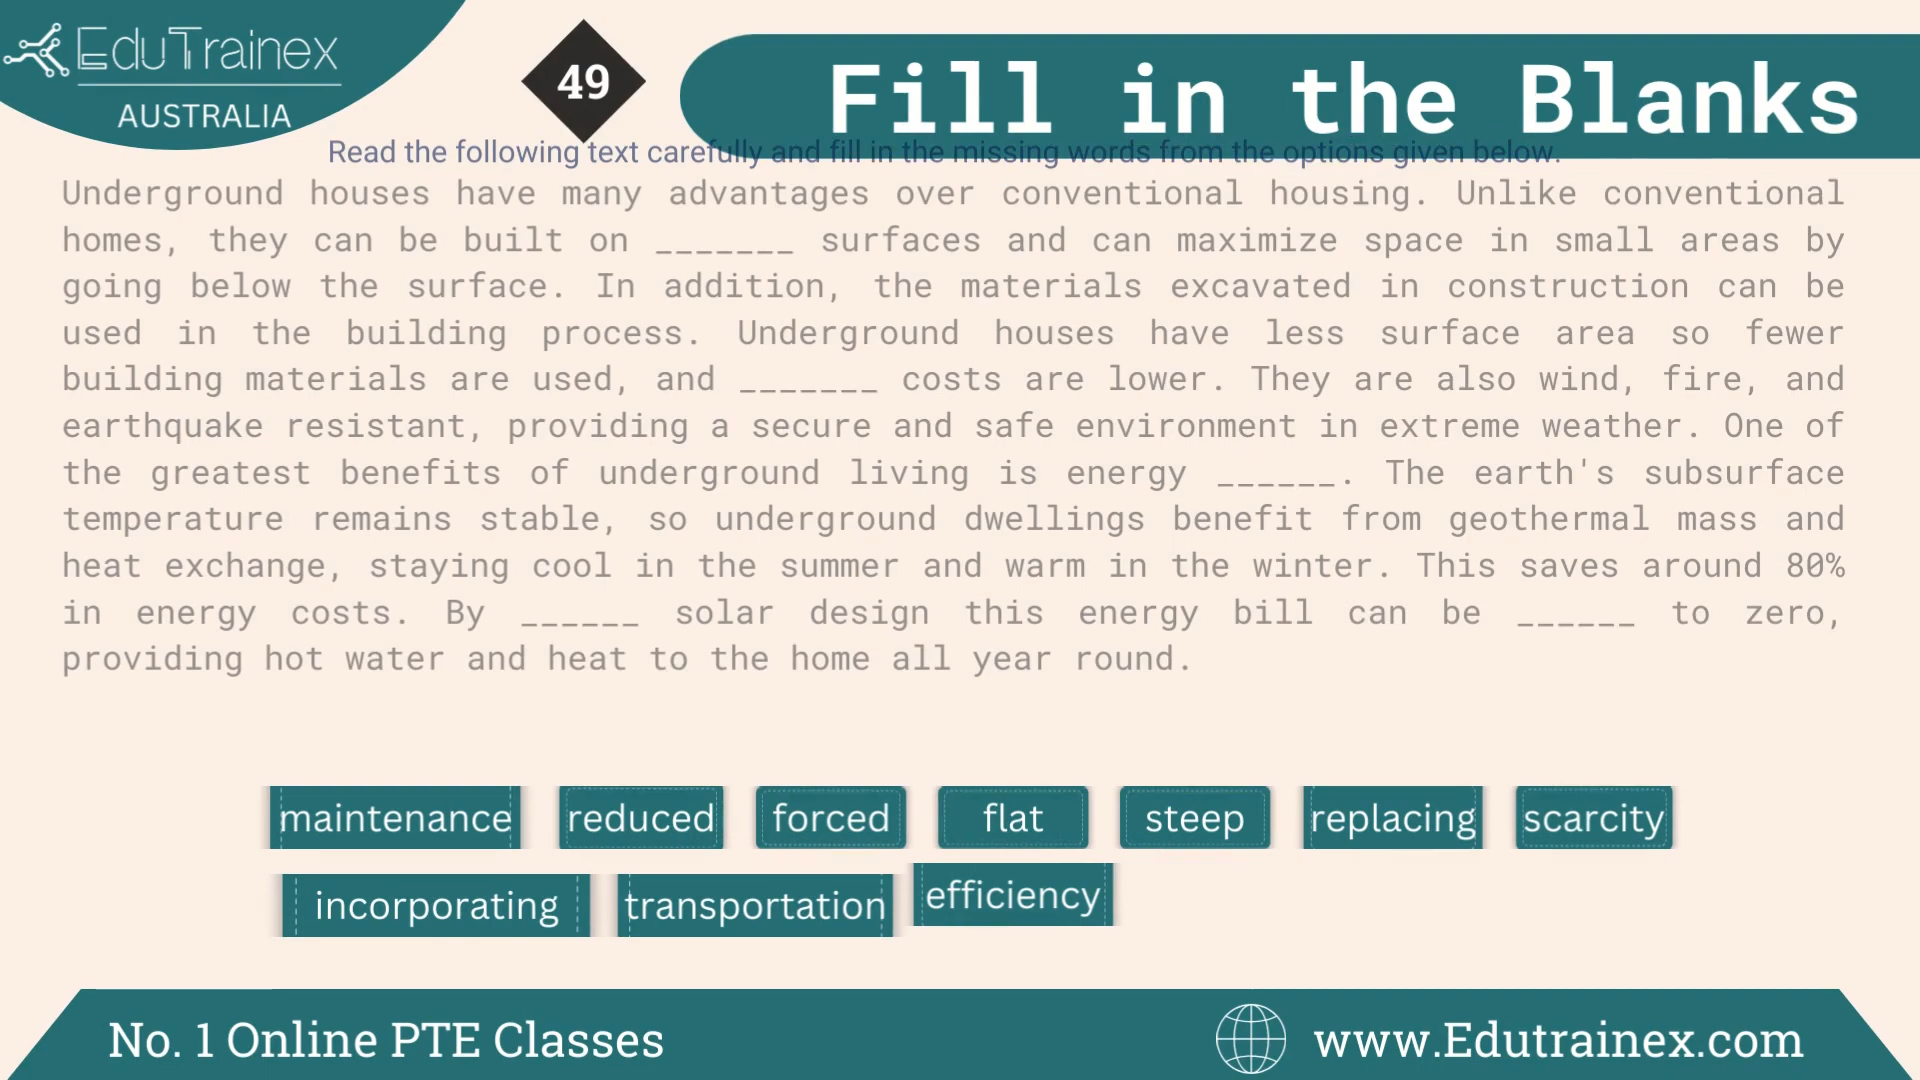 EduTrainex
AUSTRALIA
49
Fill in the Blanks
Read the following text carefully and fill in the missing words from the options given below.
Underground houses have many advantages over conventional housing. Unlike conventional
homes, they can be built on _______ surfaces and can maximize space in small areas by
going below the surface. In addition, the materials excavated in construction can be
used in the building process. Underground houses have less surface area so fewer
building materials are used, and _______ costs are lower. They are also wind, fire, and
earthquake resistant, providing a secure and safe environment in extreme weather. One of
the greatest benefits of underground living is energy ______. The earth's subsurface
temperature remains stable, so underground dwellings benefit from geothermal mass and
heat exchange, staying cool in the summer and warm in the winter. This saves around 80%
in energy costs. By ______ solar design this energy bill can be ______ to zero,
providing hot water and heat to the home all year round.
maintenance reduced forced flat steep replacing scarcity
incorporating transportation efficiency
No. 1 Online PTE Classes
www.Edutrainex.com